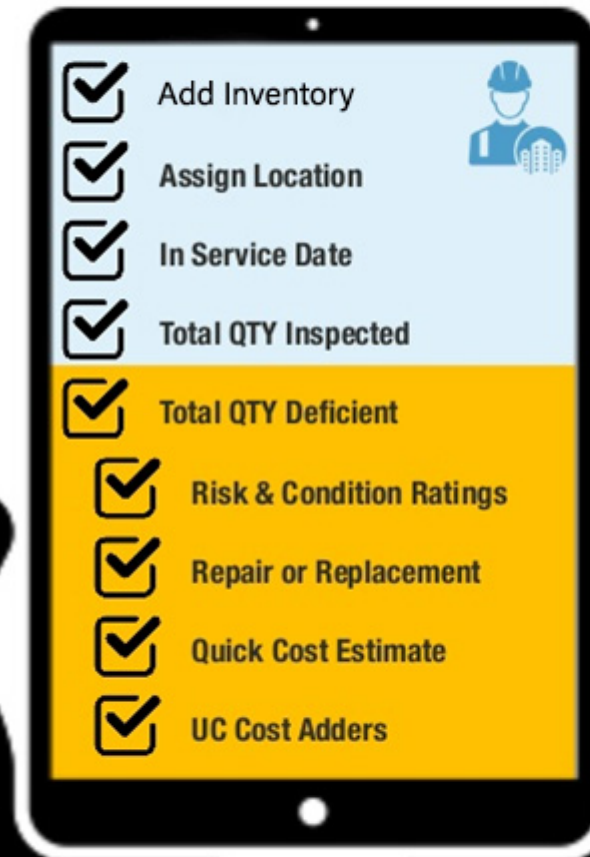 Add Inventory
Assign Location
In Service Date
Total QTY Inspected
Total QTY Deficient
Risk & Condition Ratings
Repair or Replacement
Quick Cost Estimate
UC Cost Adders